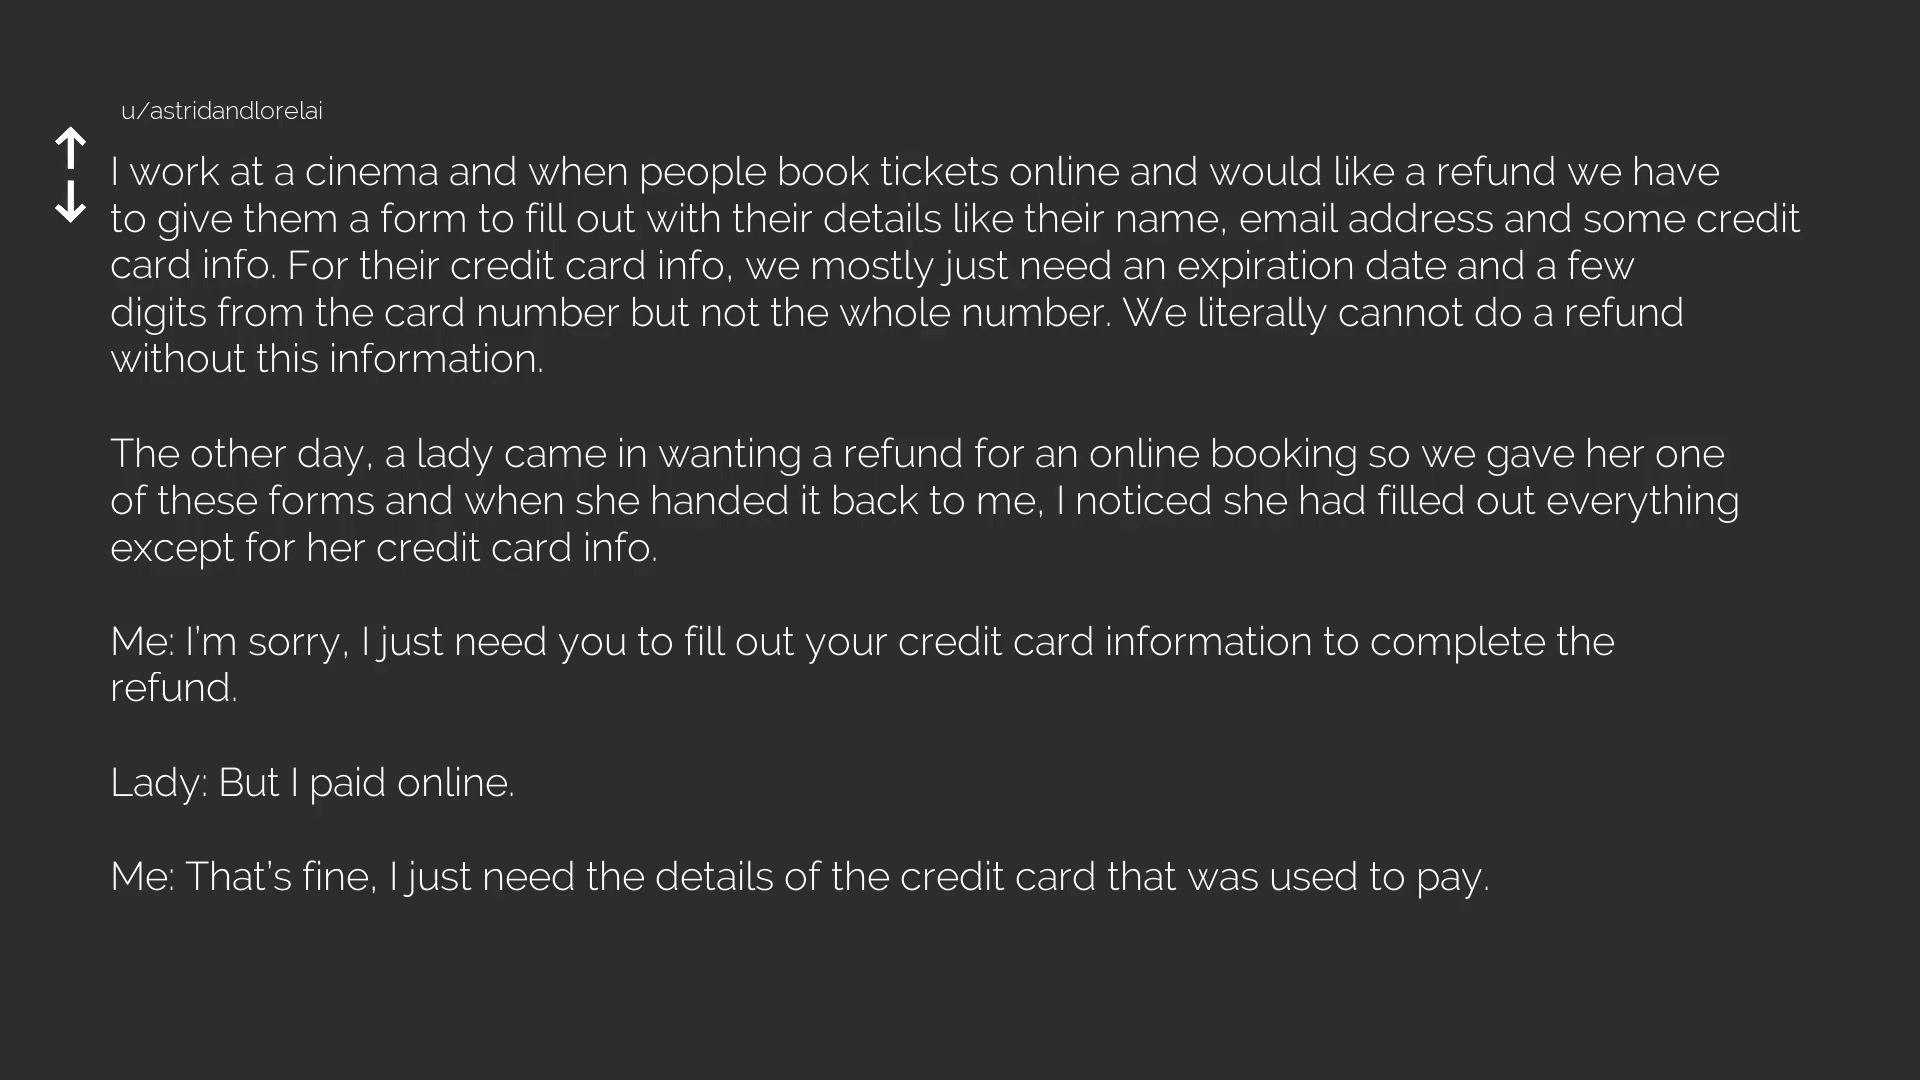 u/astridandlorelai
I work at a cinema and when people book tickets online and would like a refund we have
to give them a form to fill out with their details like their name, email address and some credit
card info. For their credit card info, we mostly just need an expiration date and a few
digits from the card number but not the whole number. We literally cannot do a refund
without this information.
The other day, a lady came in wanting a refund for an online booking so we gave her one
of these forms and when she handed it back to me, I noticed she had filled out everything
except for her credit card info.
Me: I’m sorry, I just need you to fill out your credit card information to complete the
refund.
Lady: But I paid online.
Me: That’s fine, I just need the details of the credit card that was used to pay.